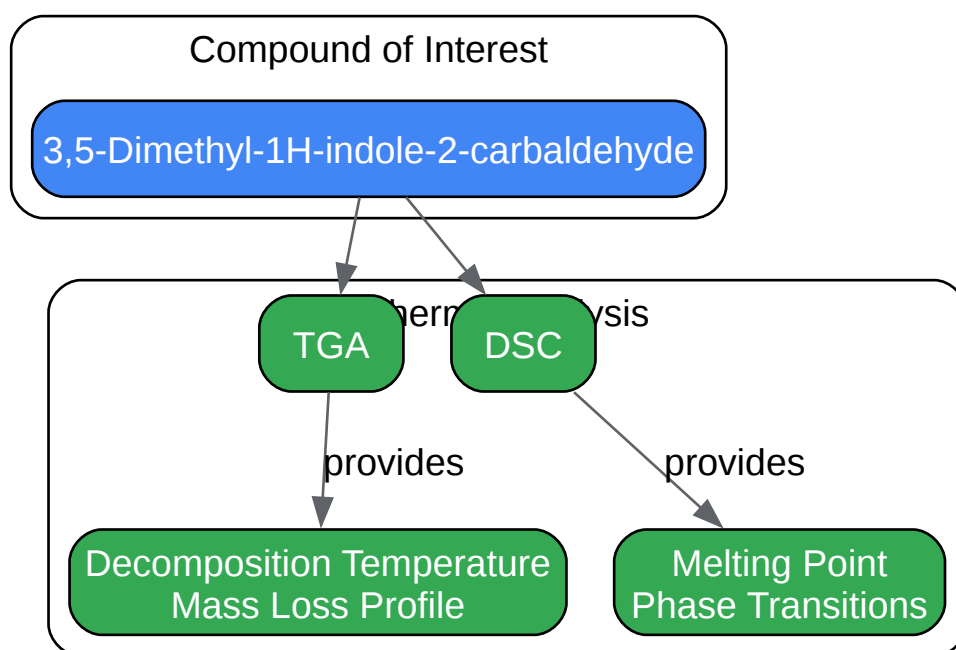 Compound of Interest
3,5-Dimethyl-1H-indole-2-carbaldehyde
TGA
DSC
provides
provides
Decomposition Temperature
Mass Loss Profile
Melting Point
Phase Transitions